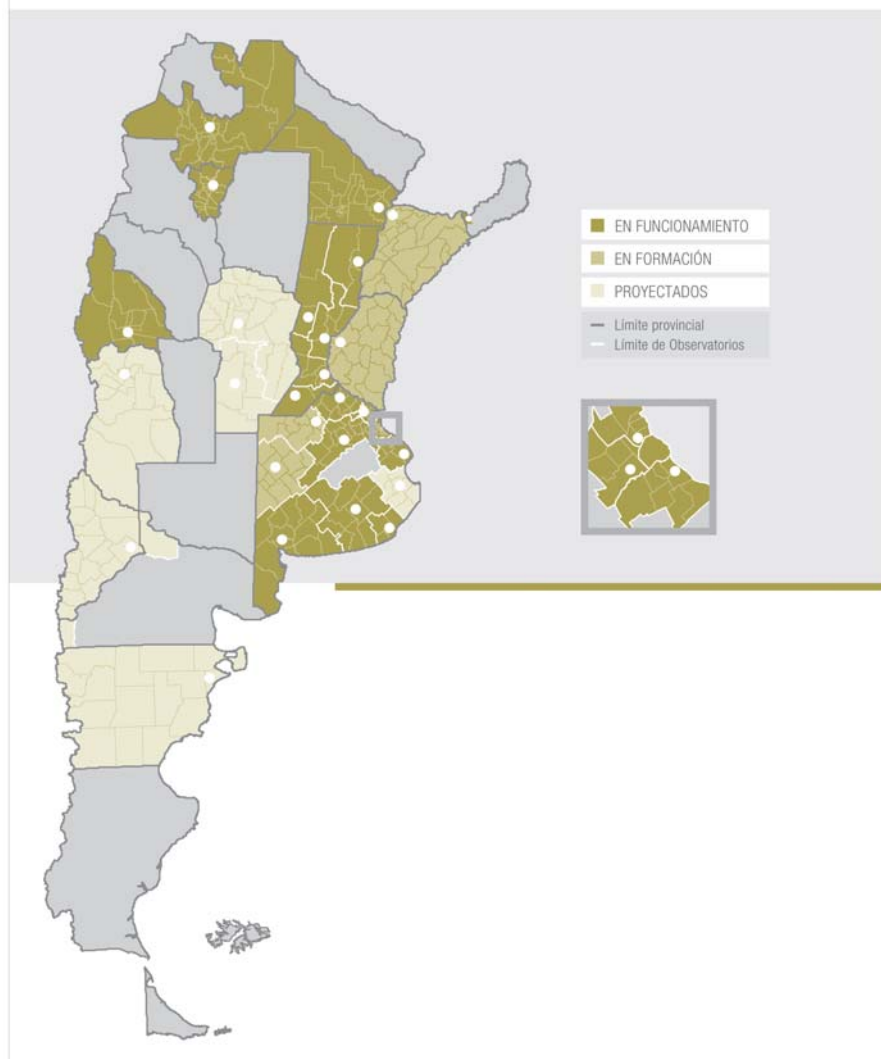 EN FUNCIONAMIENTO
EN FORMACIÓN
PROYECTADOS
Límite provincial
Límite de Observatorios